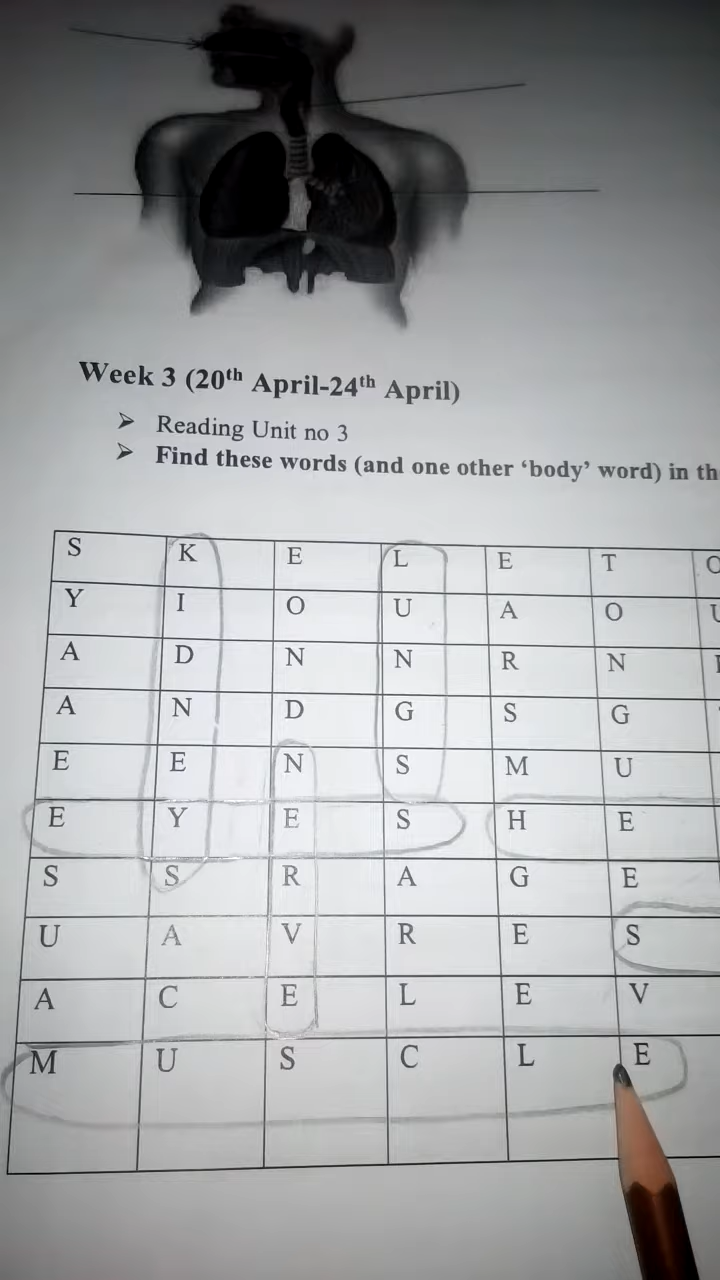 Week 3 (20th April-24th April)
➤ Reading Unit no 3
➤ Find these words (and one other ‘body’ word) in th
S K E L E T
Y I O U A O
A D N N R N
A N D G S G
E E N S M U
E Y E S H E
S S R A G E
U A V R E S
A C E L E V
M U S C L E